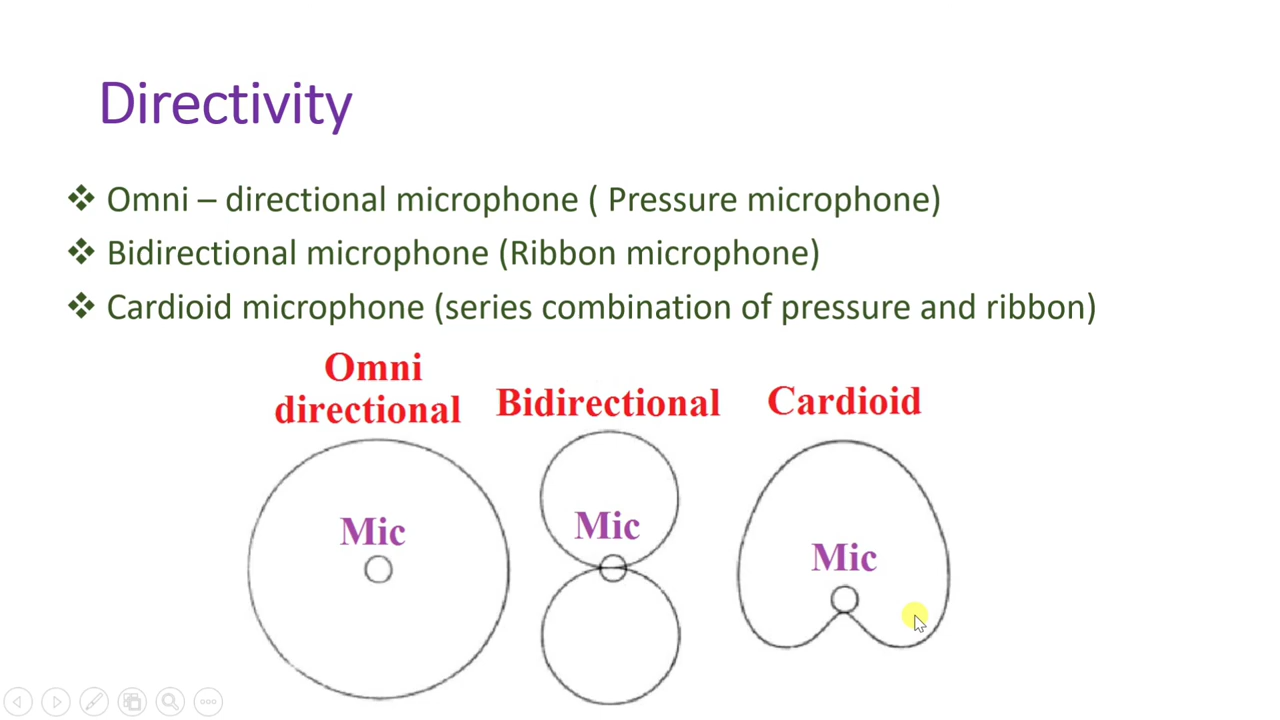 Directivity
❖ Omni – directional microphone ( Pressure microphone)
❖ Bidirectional microphone (Ribbon microphone)
❖ Cardioid microphone (series combination of pressure and ribbon)
Omni
directional
Bidirectional
Cardioid
Mic
Mic
Mic